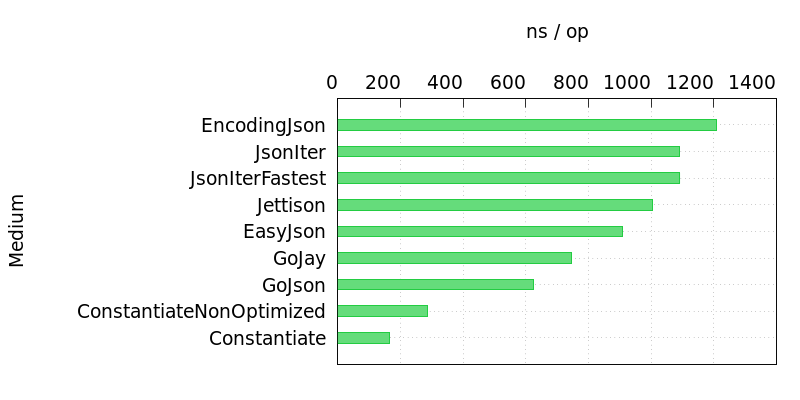 ns / op
0 200 400 600 800 1000 1200 1400
EncodingJson
JsonIter
JsonIterFastest
Jettison
EasyJson
GoJay
GoJson
ConstantiateNonOptimized
Constantiate
Medium